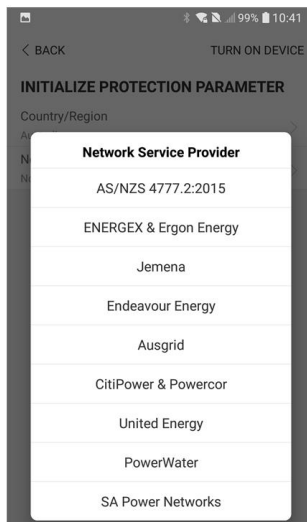 99% 10:41
< BACK TURN ON DEVICE
INITIALIZE PROTECTION PARAMETER
Country/Region
Network Service Provider
AS/NZS 4777.2:2015
ENERGEX & Ergon Energy
Jemena
Endeavour Energy
Ausgrid
CitiPower & Powercor
United Energy
PowerWater
SA Power Networks